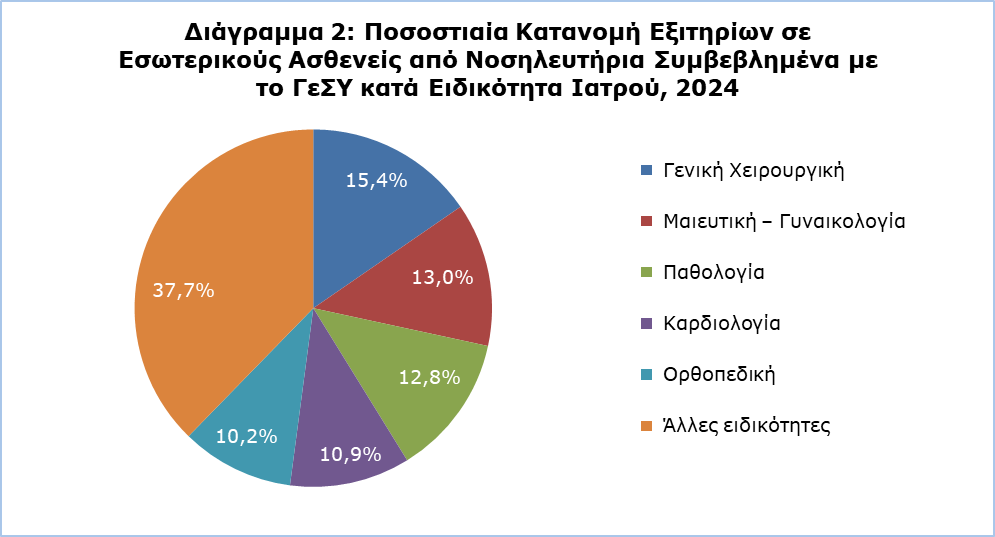 Διάγραμμα 2: Ποσοστιαία Κατανομή Εξιτηρίων σε
Εσωτερικούς Ασθενείς από Νοσηλευτήρια Συμβεβλημένα με
το ΓεΣΥ κατά Ειδικότητα Ιατρού, 2024
15,4%
13,0%
12,8%
10,9%
10,2%
37,7%
Γενική Χειρουργική
Μαιευτική – Γυναικολογία
Παθολογία
Καρδιολογία
Ορθοπεδική
Άλλες ειδικότητες